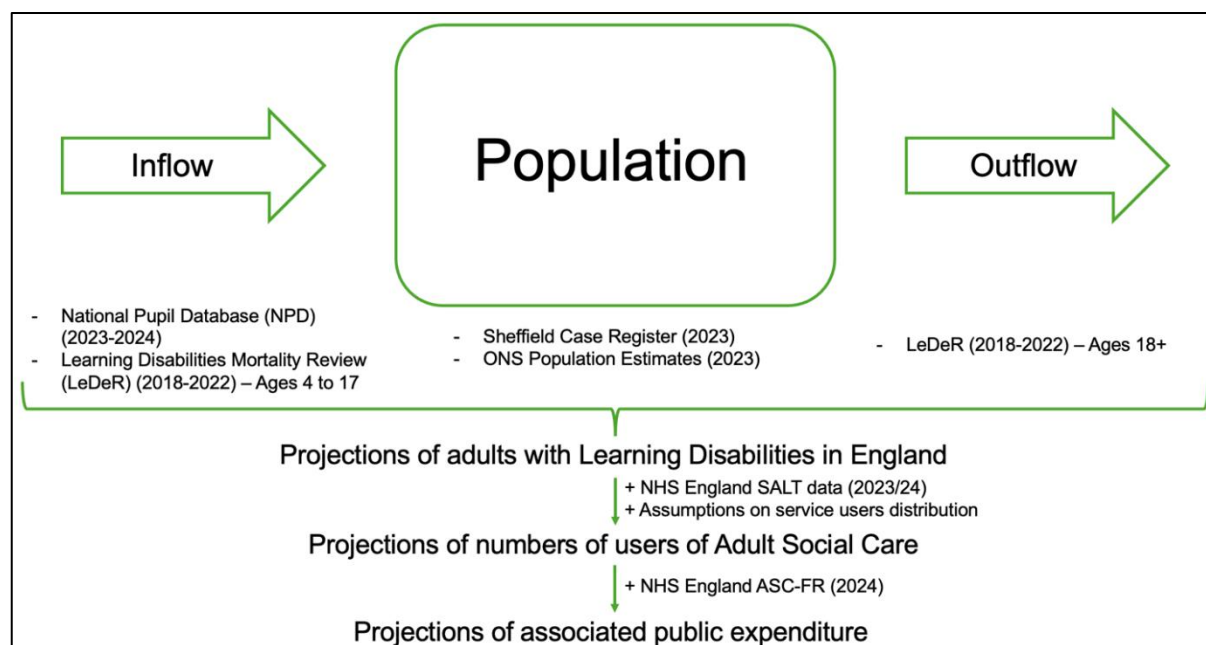 Inflow
Population
Outflow
- National Pupil Database (NPD)
(2023-2024)
- Learning Disabilities Mortality Review
(LeDeR) (2018-2022) – Ages 4 to 17
- Sheffield Case Register (2023)
- ONS Population Estimates (2023)
- LeDeR (2018-2022) – Ages 18+
Projections of adults with Learning Disabilities in England
+ NHS England SALT data (2023/24)
+ Assumptions on service users distribution
Projections of numbers of users of Adult Social Care
+ NHS England ASC-FR (2024)
Projections of associated public expenditure